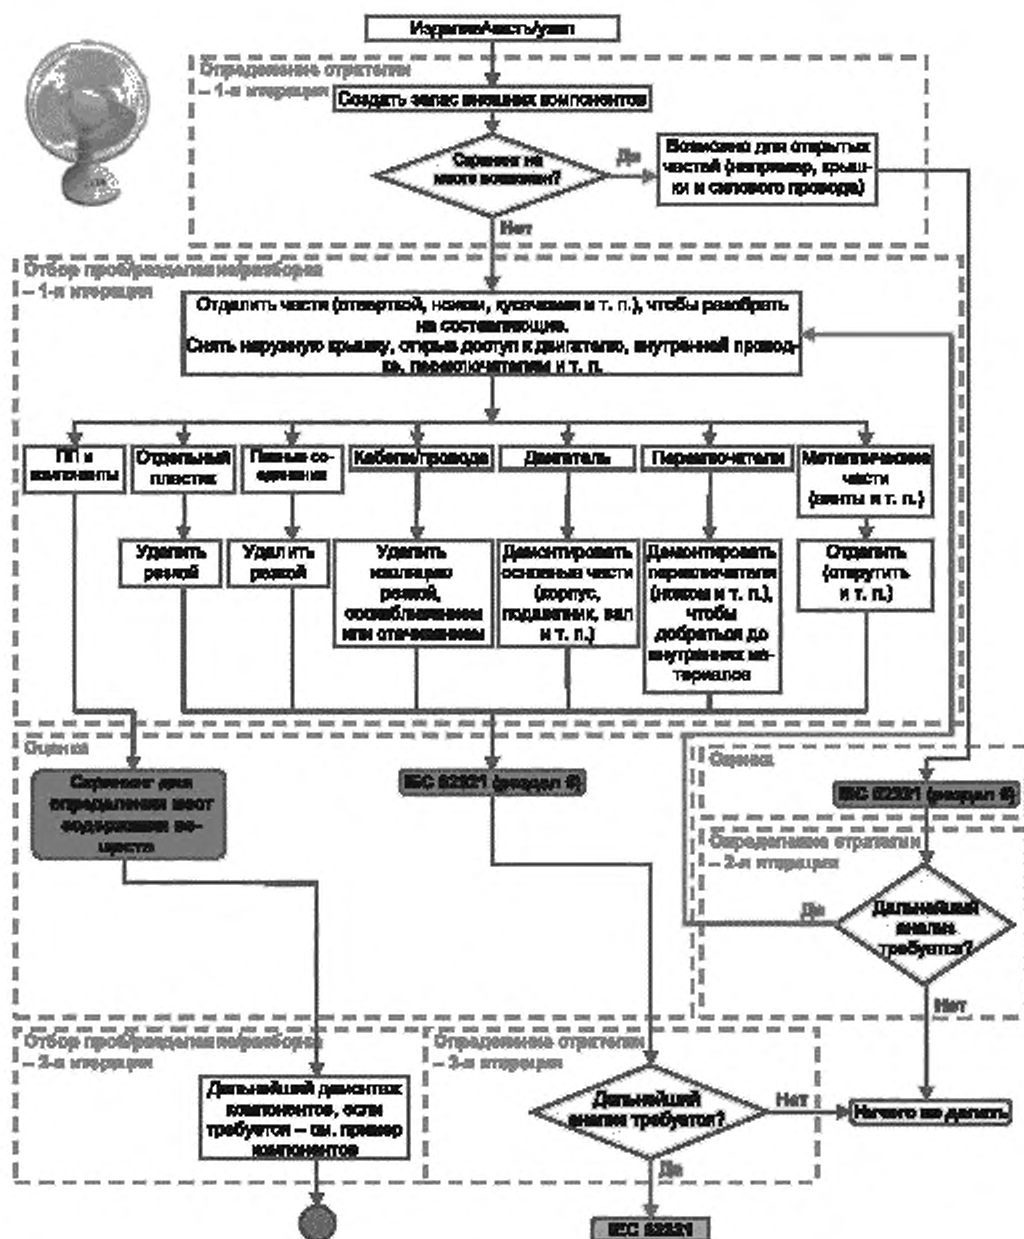 Изделие/часть/узел
Определение стратегии
– 1-я итерация
Создать запас внешних компонентов
Скрининг на
месте возможен?
Да
Возможно для открытых
частей (например, крыш-
ки и силового провода)
Нет
Отбор проб/разделение/разборка
– 1-я итерация
Отделить части (отверткой, ножом, кусачками и т. п.), чтобы разобрать
на составляющие.
Снять наружную крышку, открыв доступ к двигателю, внутренней провод-
ке, переключателям и т. п.
ПП и
компоненты
Отдельный
пластик
Паяные со-
единения
Кабели/провода
Двигатель
Переключатели
Металлические
части
(винты и т. п.)
Удалить
резкой
Удалить
резкой
Удалить
изоляцию
резкой,
соскабливанием
или стачиванием
Демонтировать
основные части
(корпус,
подшипник, вал
и т. п.)
Демонтировать
переключатели
(ножом и т. п.),
чтобы
добраться до
внутренних ма-
териалов
Отделить
(открутить
и т. п.)
Оценка
Скрининг для
определения мест
содержания ве-
ществ
IEC 62321 (раздел 6)
Оценка
IEC 62321 (раздел 6)
Определение стратегии
– 2-я итерация
Да
Дальнейший
анализ
требуется?
Нет
Отбор проб/разделение/разборка
– 2-я итерация
Дальнейший демонтаж
компонентов, если
требуется – см. пример
компонентов
Определение стратегии
– 2-я итерация
Дальнейший
анализ требуется?
Нет
Ничего не делать
Да
IEC 62321